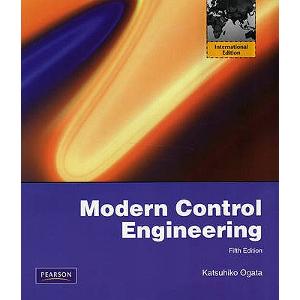 International
Edition
Modern Control
Engineering
Fifth Edition
Katsuhiko Ogata
PEARSON